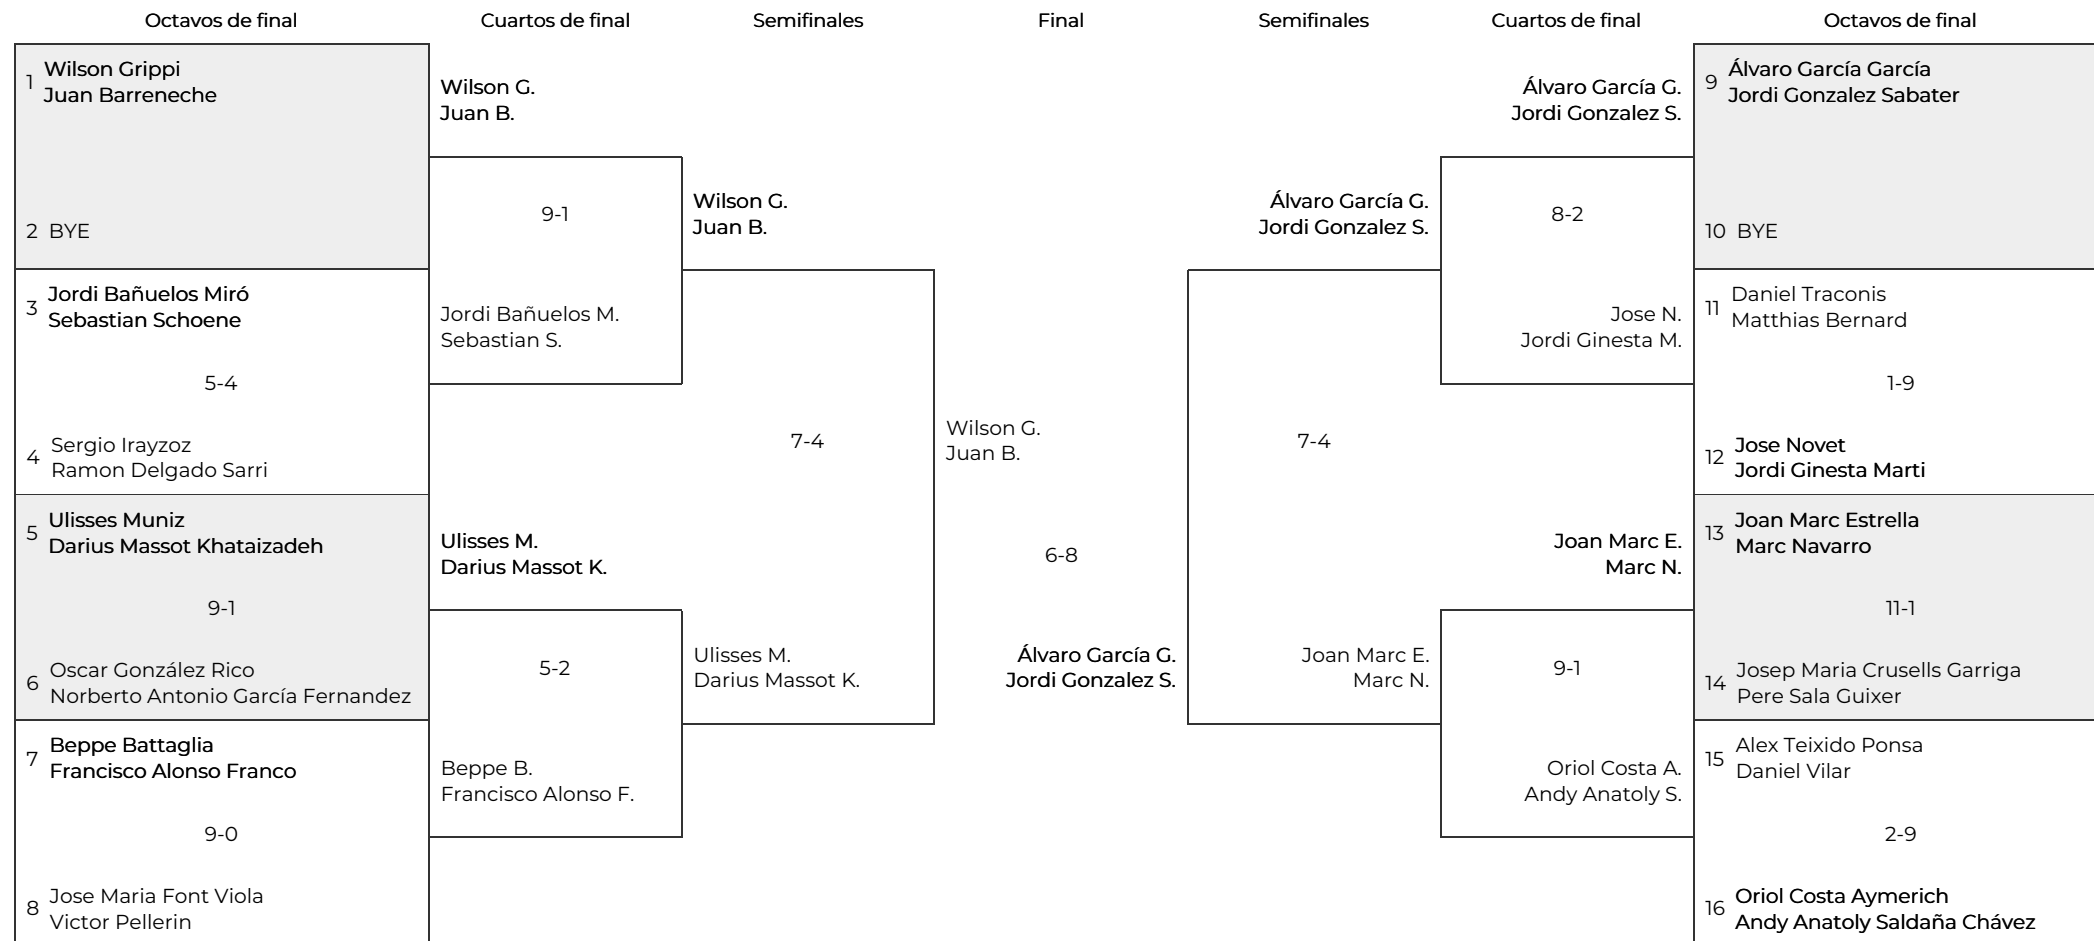 Octavos de final
Cuartos de final
Semifinales
Final
Semifinales
Cuartos de final
Octavos de final
1
Wilson Grippi
Juan Barreneche
2 BYE
3
Jordi Bañuelos Miró
Sebastian Schoene
5-4
4
Sergio Irayzoz
Ramon Delgado Sarri
5
Ulisses Muniz
Darius Massot Khataizadeh
9-1
6
Oscar González Rico
Norberto Antonio García Fernandez
7
Beppe Battaglia
Francisco Alonso Franco
9-0
8
Jose Maria Font Viola
Victor Pellerin
Wilson G.
Juan B.
9-1
Jordi Bañuelos M.
Sebastian S.
Ulisses M.
Darius Massot K.
5-2
Beppe B.
Francisco Alonso F.
Wilson G.
Juan B.
7-4
Ulisses M.
Darius Massot K.
Wilson G.
Juan B.
6-8
Álvaro García G.
Jordi Gonzalez S.
Álvaro García G.
Jordi Gonzalez S.
7-4
Joan Marc E.
Marc N.
Álvaro García G.
Jordi Gonzalez S.
8-2
Jose N.
Jordi Ginesta M.
Joan Marc E.
Marc N.
9-1
Oriol Costa A.
Andy Anatoly S.
9
Álvaro García García
Jordi Gonzalez Sabater
10 BYE
11
Daniel Traconis
Matthias Bernard
1-9
12
Jose Novet
Jordi Ginesta Marti
13
Joan Marc Estrella
Marc Navarro
11-1
14
Josep Maria Crusells Garriga
Pere Sala Guixer
15
Alex Teixido Ponsa
Daniel Vilar
2-9
16
Oriol Costa Aymerich
Andy Anatoly Saldaña Chávez